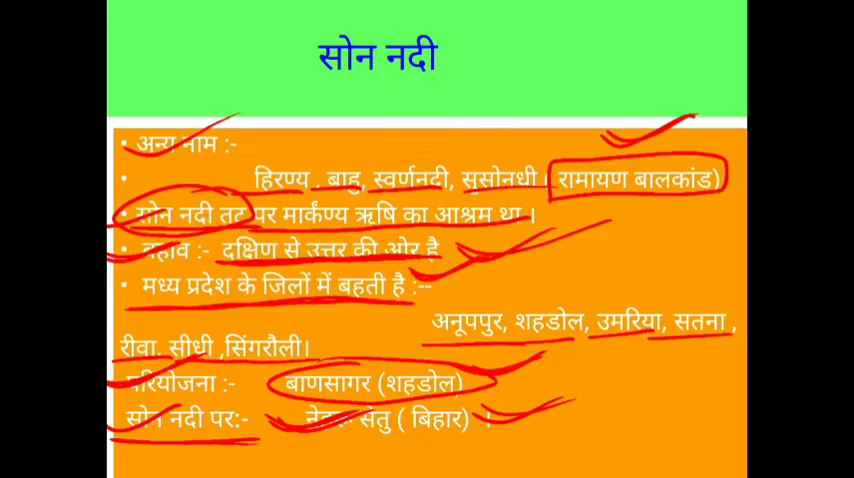 सोन नदी
• अन्य नाम :-
• हिरण्य , बाहु, स्वर्णनदी, सुसोनधी ( रामायण बालकांड)
• सोन नदी तट पर मार्कंण्य ऋषि का आश्रम था ।
• बहाव :- दक्षिण से उत्तर की ओर है
• मध्य प्रदेश के जिलों में बहती है :--
अनूपपुर, शहडोल, उमरिया, सतना ,
रीवा, सीधी ,सिंगरौली।
परियोजना :- बाणसागर (शहडोल)
सोन नदी पर:- नेहरू सेतु ( बिहार) ।